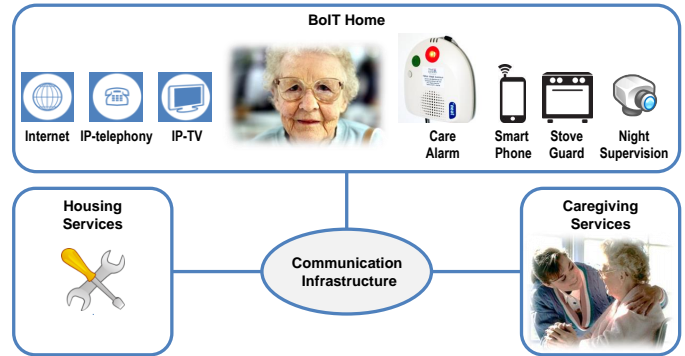 BoIT Home
Internet IP-telephony IP-TV
Care
Alarm
Smart
Phone
Stove
Guard
Night
Supervision
Housing
Services
Communication
Infrastructure
Caregiving
Services